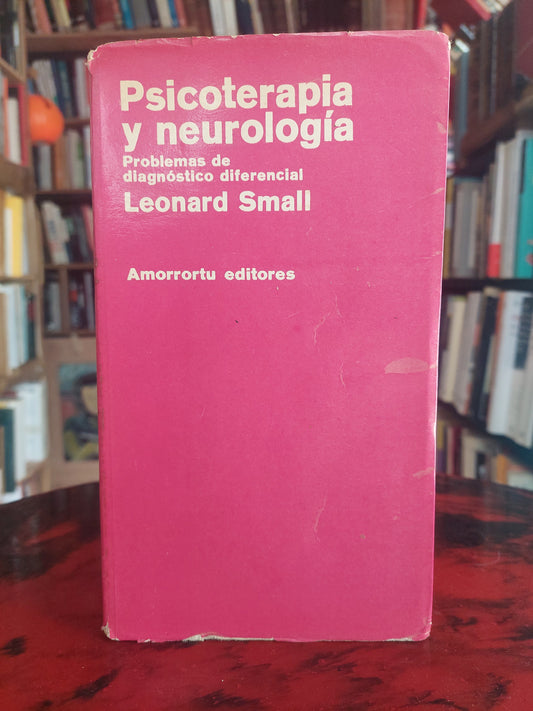 Psicoterapia
y neurología
Problemas de
diagnóstico diferencial
Leonard Small
Amorrortu editores